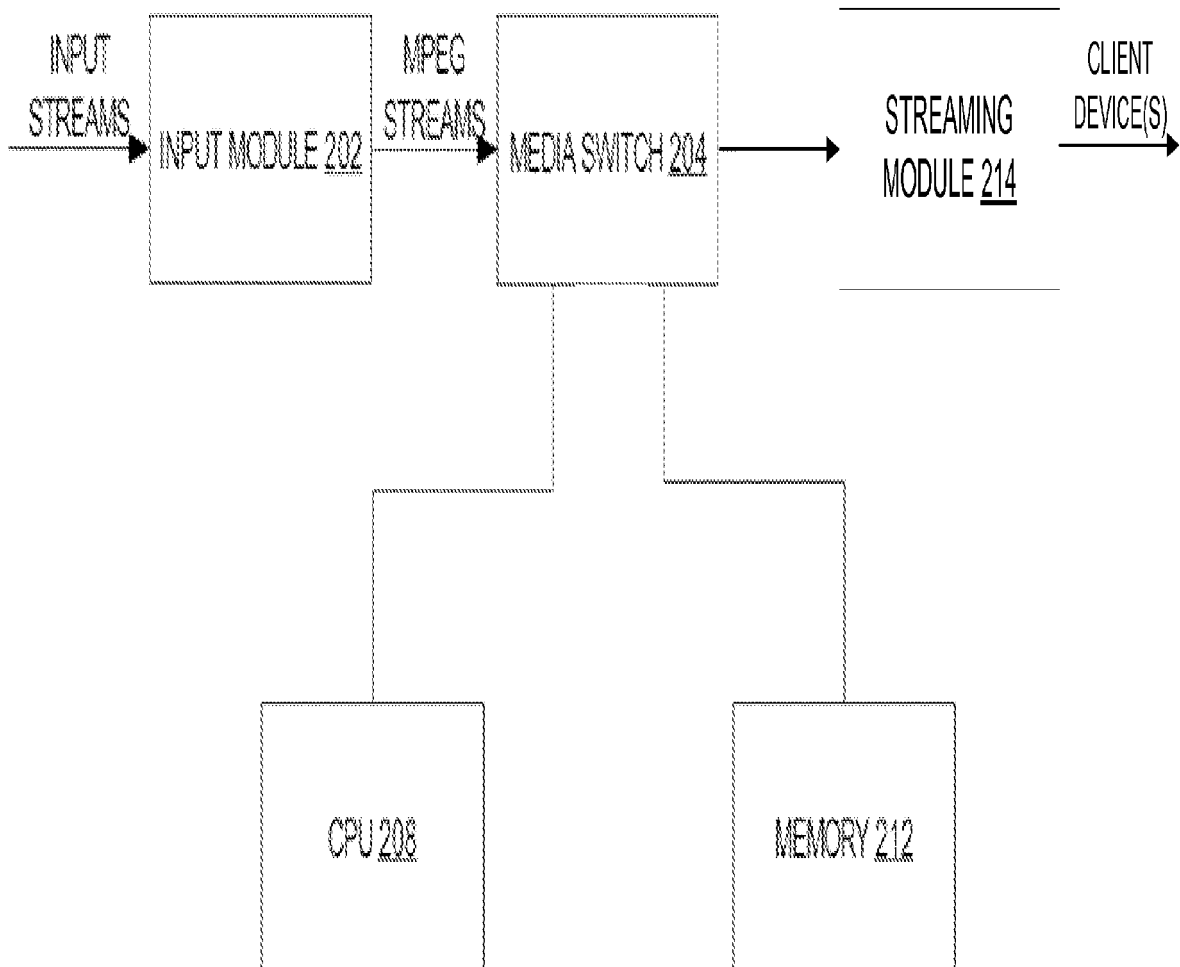 INPUT
STREAMS
INPUT MODULE 202
MPEG
STREAMS
MEDIA SWITCH 204
STREAMING
MODULE 214
CLIENT
DEVICE(S)
CPU 208
MEMORY 212